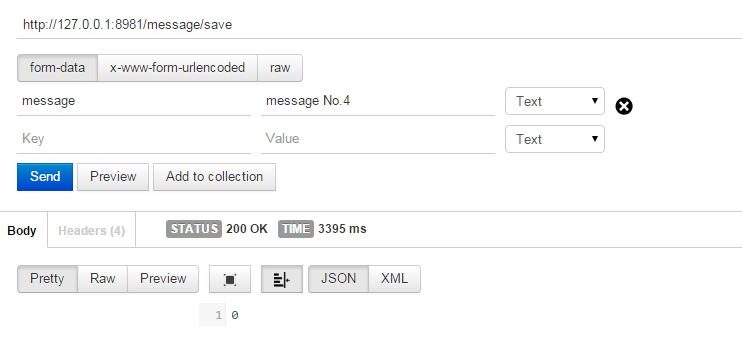 http://127.0.0.1:8981/message/save
form-data x-www-form-urlencoded raw
message message No.4 Text
Key Value Text
Send Preview Add to collection
Body Headers (4) STATUS 200 OK TIME 3395 ms
Pretty Raw Preview JSON XML
1 0